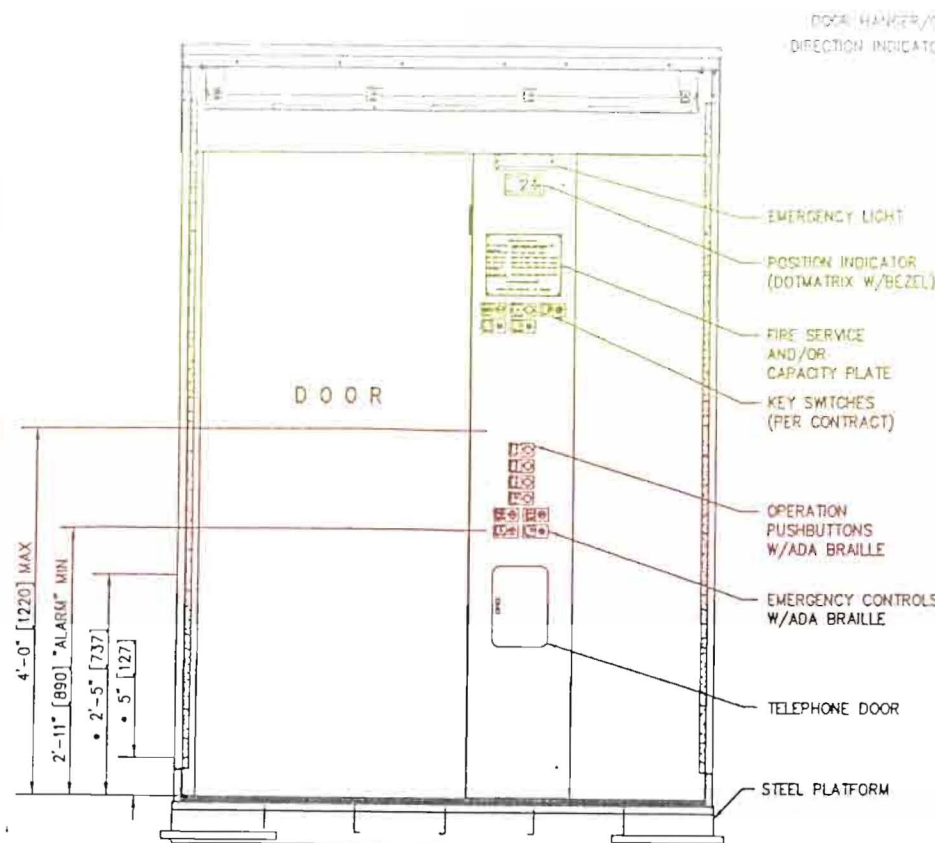 DOOR HANGER/
DIRECTION INDICATO
EMERGENCY LIGHT
POSITION INDICATOR
(DOTMATRIX W/BEZEL)
FIRE SERVICE
AND/OR
CAPACITY PLATE
KEY SWITCHES
(PER CONTRACT)
DOOR
OPERATION
PUSHBUTTONS
W/ADA BRAILLE
EMERGENCY CONTROLS
W/ADA BRAILLE
TELEPHONE DOOR
STEEL PLATFORM
4'-0" [1220] MAX
2'-11" [890] "ALARM" MIN
• 2'-5" [737]
• 5" [127]